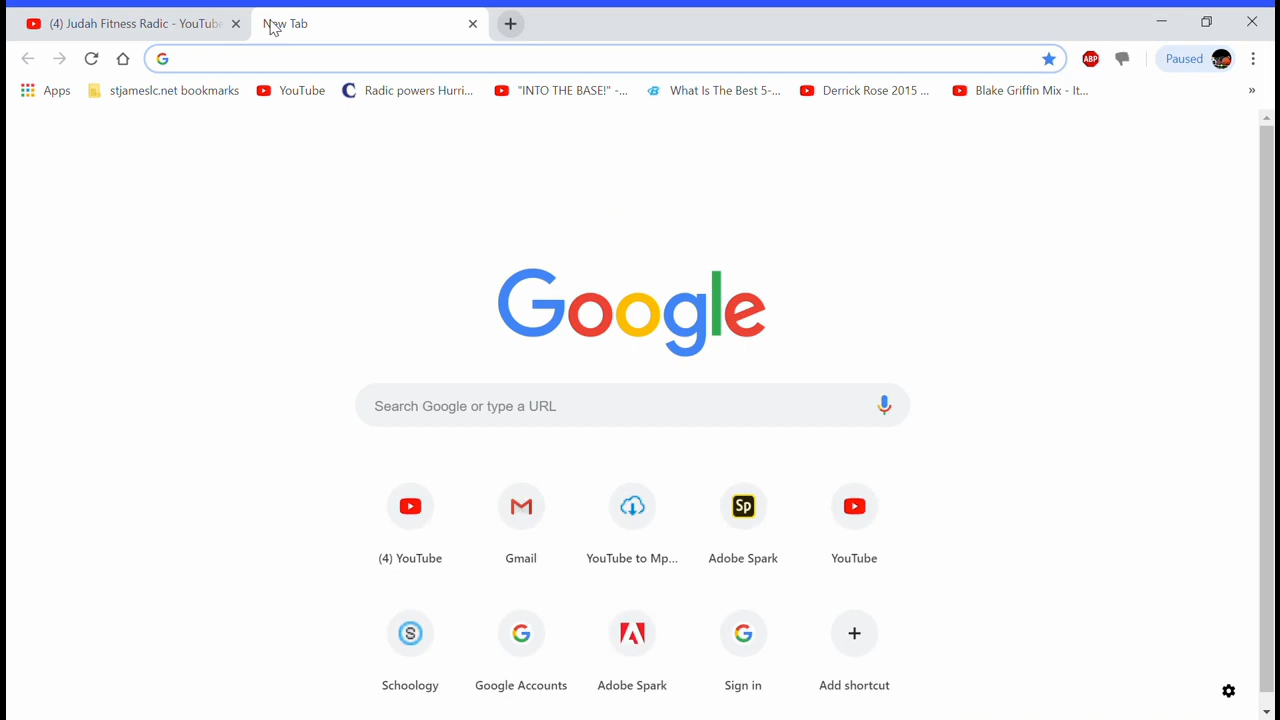 (4) Judah Fitness Radic - YouTube
New Tab
Paused
Apps
stjameslc.net bookmarks
YouTube
Radic powers Hurri...
"INTO THE BASE!" -...
What Is The Best 5-...
Derrick Rose 2015 ...
Blake Griffin Mix - It...
ABP
Google
Search Google or type a URL
Sp
(4) YouTube
Gmail
YouTube to Mp...
Adobe Spark
YouTube
S
Schoology
Google Accounts
Adobe Spark
Sign in
Add shortcut